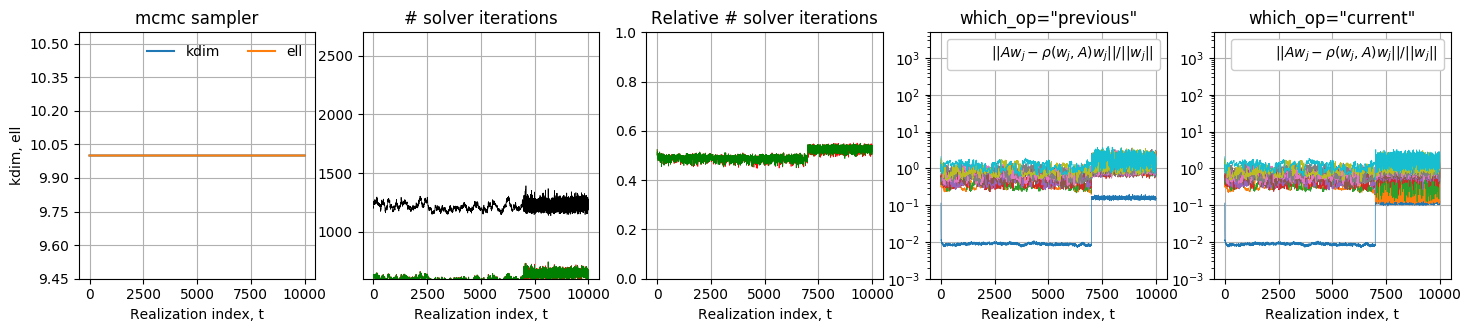 mcmc sampler
kdim ell
10.50
10.35
10.20
10.05
9.90
9.75
9.60
9.45
kdim, ell
0 2500 5000 7500 10000
Realization index, t
# solver iterations
2500
2000
1500
1000
0 2500 5000 7500 10000
Realization index, t
Relative # solver iterations
1.0
0.8
0.6
0.4
0.2
0.0
0 2500 5000 7500 10000
Realization index, t
which_op="previous"
||Aw_j − ρ(w_j, A)w_j||/||w_j||
10^3
10^2
10^1
10^0
10^−1
10^−2
10^−3
0 2500 5000 7500 10000
Realization index, t
which_op="current"
||Aw_j − ρ(w_j, A)w_j||/||w_j||
10^3
10^2
10^1
10^0
10^−1
10^−2
10^−3
0 2500 5000 7500 10000
Realization index, t